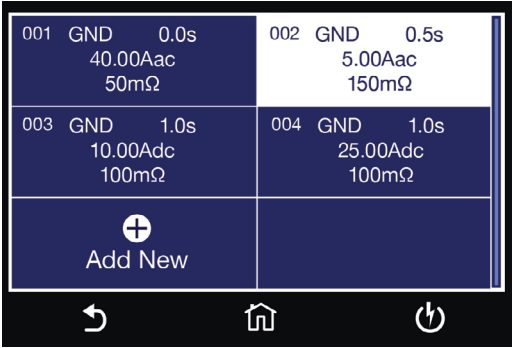 001 GND 0.0s
40.00Aac
50mΩ
002 GND 0.5s
5.00Aac
150mΩ
003 GND 1.0s
10.00Adc
100mΩ
004 GND 1.0s
25.00Adc
100mΩ
Add New